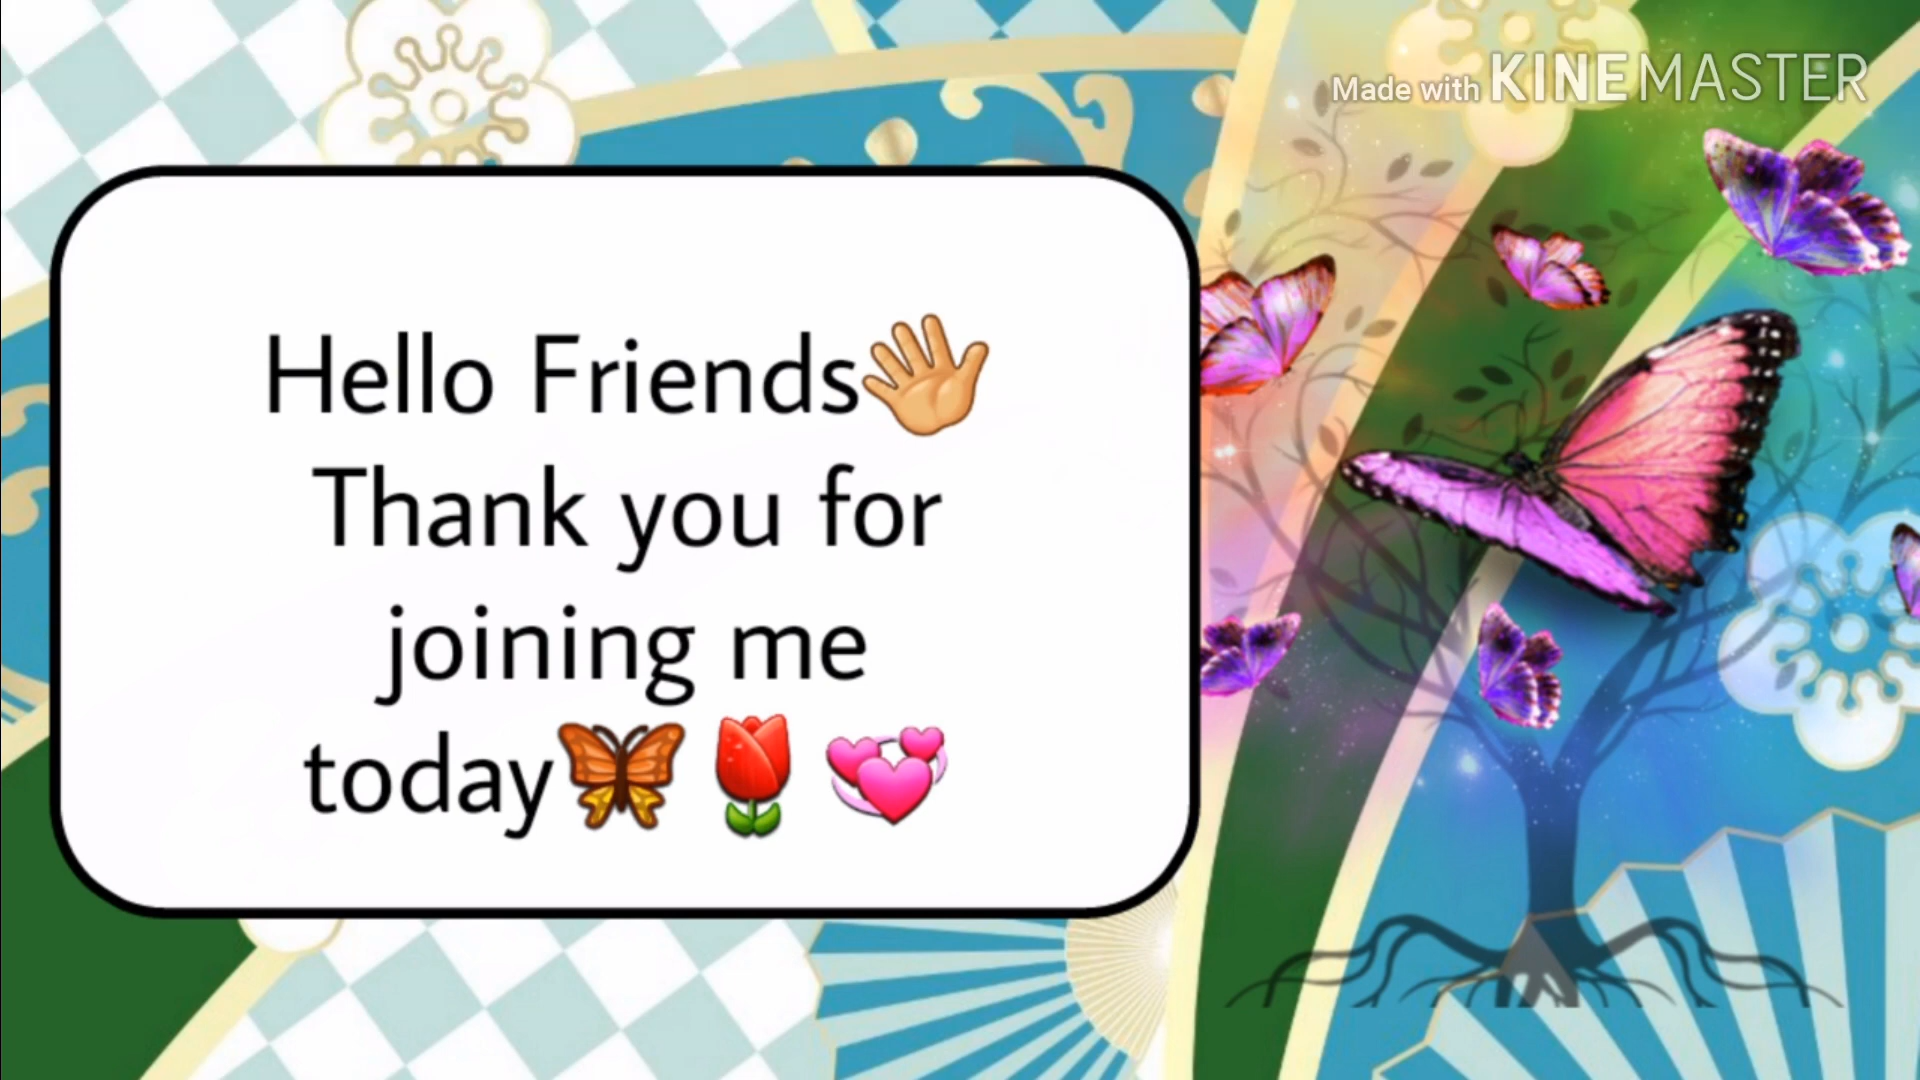 Made with KINEMASTER
Hello Friends👋
Thank you for
joining me
today🦋🌷💞